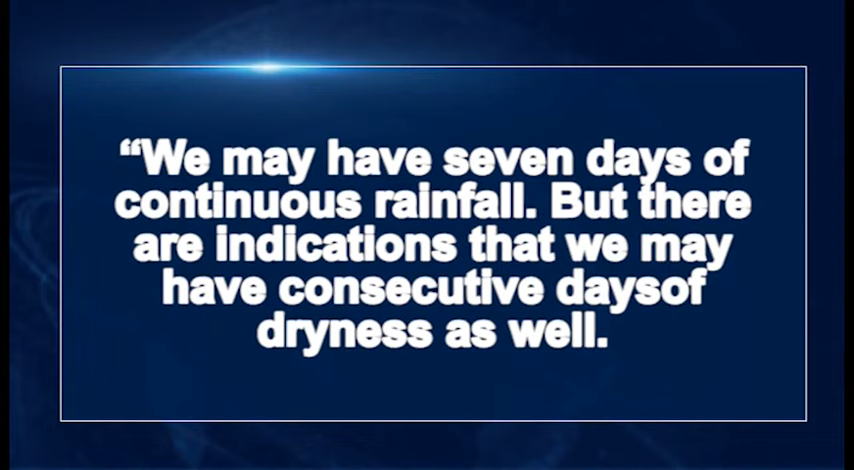 “We may have seven days of
continuous rainfall. But there
are indications that we may
have consecutive daysof
dryness as well.